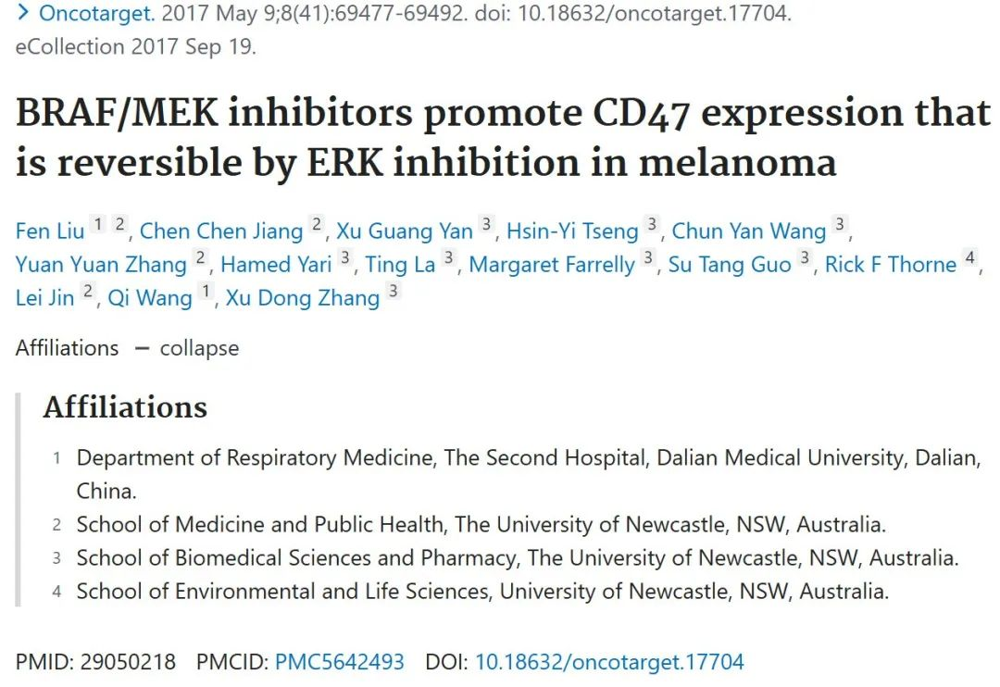 > Oncotarget. 2017 May 9;8(41):69477-69492. doi: 10.18632/oncotarget.17704.
eCollection 2017 Sep 19.
BRAF/MEK inhibitors promote CD47 expression that
is reversible by ERK inhibition in melanoma
Fen Liu 1 2, Chen Chen Jiang 2, Xu Guang Yan 3, Hsin-Yi Tseng 3, Chun Yan Wang 3,
Yuan Yuan Zhang 2, Hamed Yari 3, Ting La 3, Margaret Farrelly 3, Su Tang Guo 3, Rick F Thorne 4,
Lei Jin 2, Qi Wang 1, Xu Dong Zhang 3
Affiliations — collapse
Affiliations
1 Department of Respiratory Medicine, The Second Hospital, Dalian Medical University, Dalian,
China.
2 School of Medicine and Public Health, The University of Newcastle, NSW, Australia.
3 School of Biomedical Sciences and Pharmacy, The University of Newcastle, NSW, Australia.
4 School of Environmental and Life Sciences, University of Newcastle, NSW, Australia.
PMID: 29050218 PMCID: PMC5642493 DOI: 10.18632/oncotarget.17704